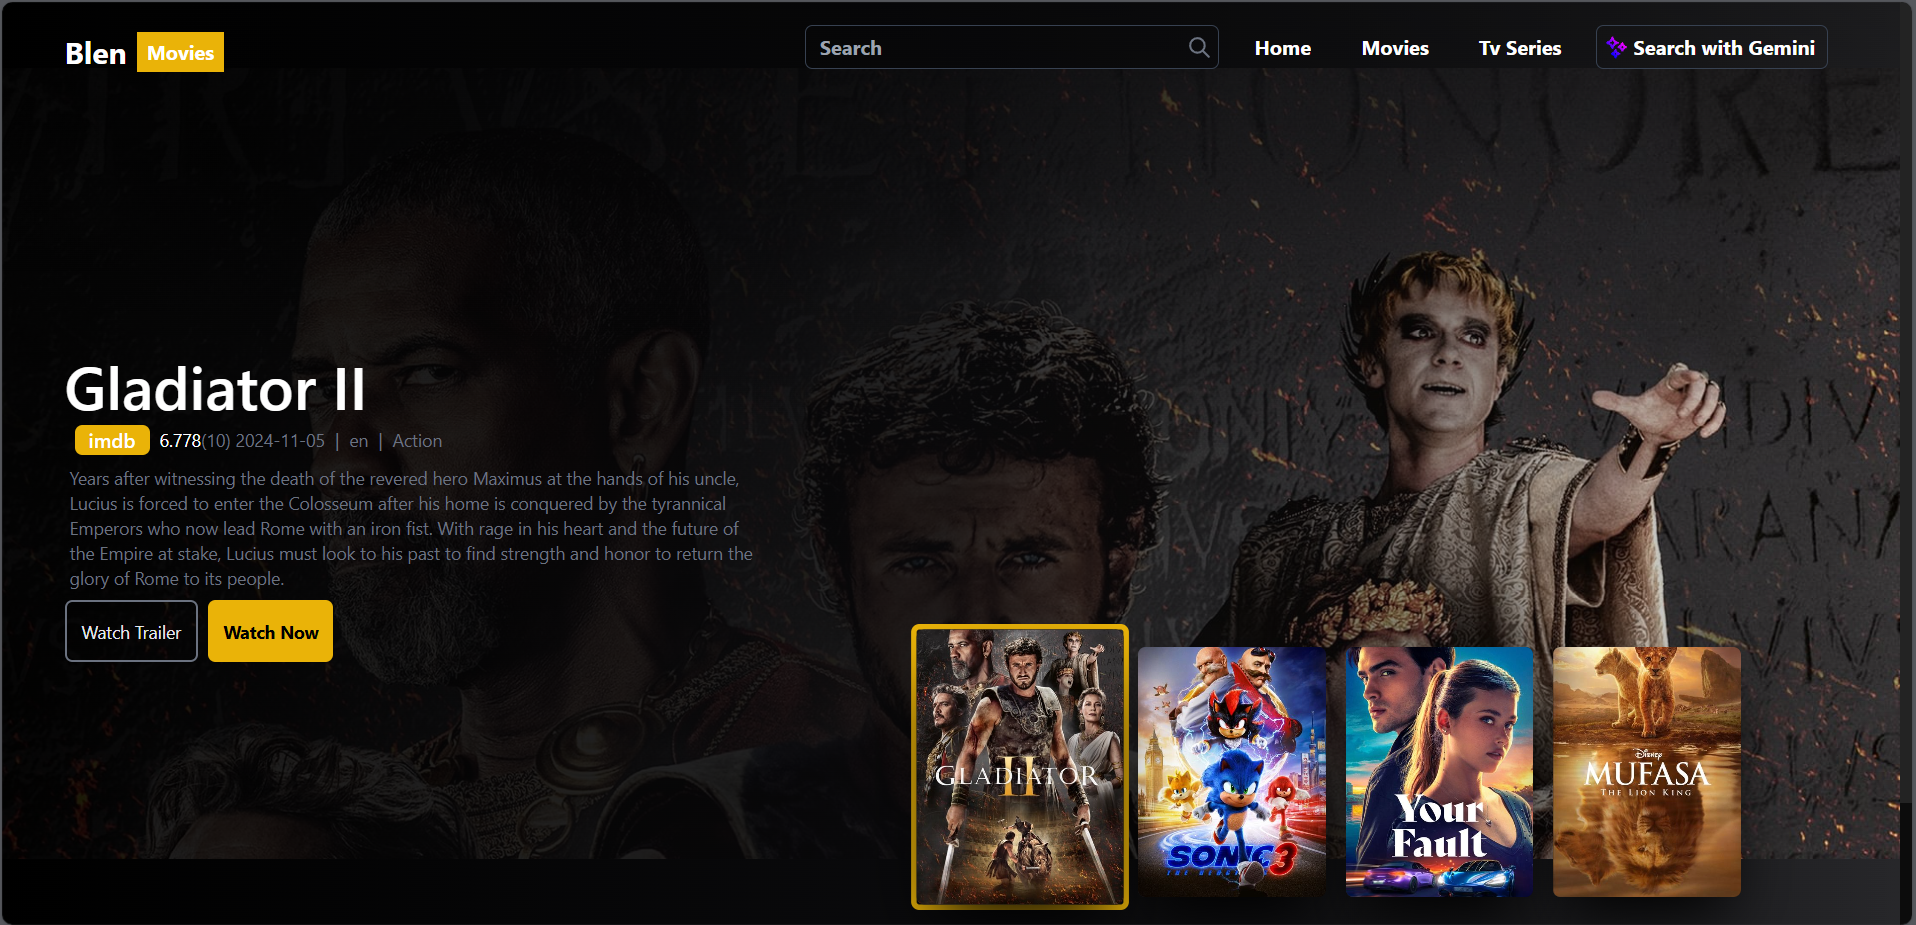 Blen Movies
Search
Home
Movies
Tv Series
Search with Gemini
Gladiator II
imdb 6.778(10) 2024-11-05 | en | Action
Years after witnessing the death of the revered hero Maximus at the hands of his uncle,
Lucius is forced to enter the Colosseum after his home is conquered by the tyrannical
Emperors who now lead Rome with an iron fist. With rage in his heart and the future of
the Empire at stake, Lucius must look to his past to find strength and honor to return the
glory of Rome to its people.
Watch Trailer
Watch Now
GLADIATOR
II
SONIC 3
Your
Fault
Disney
MUFASA
THE LION KING